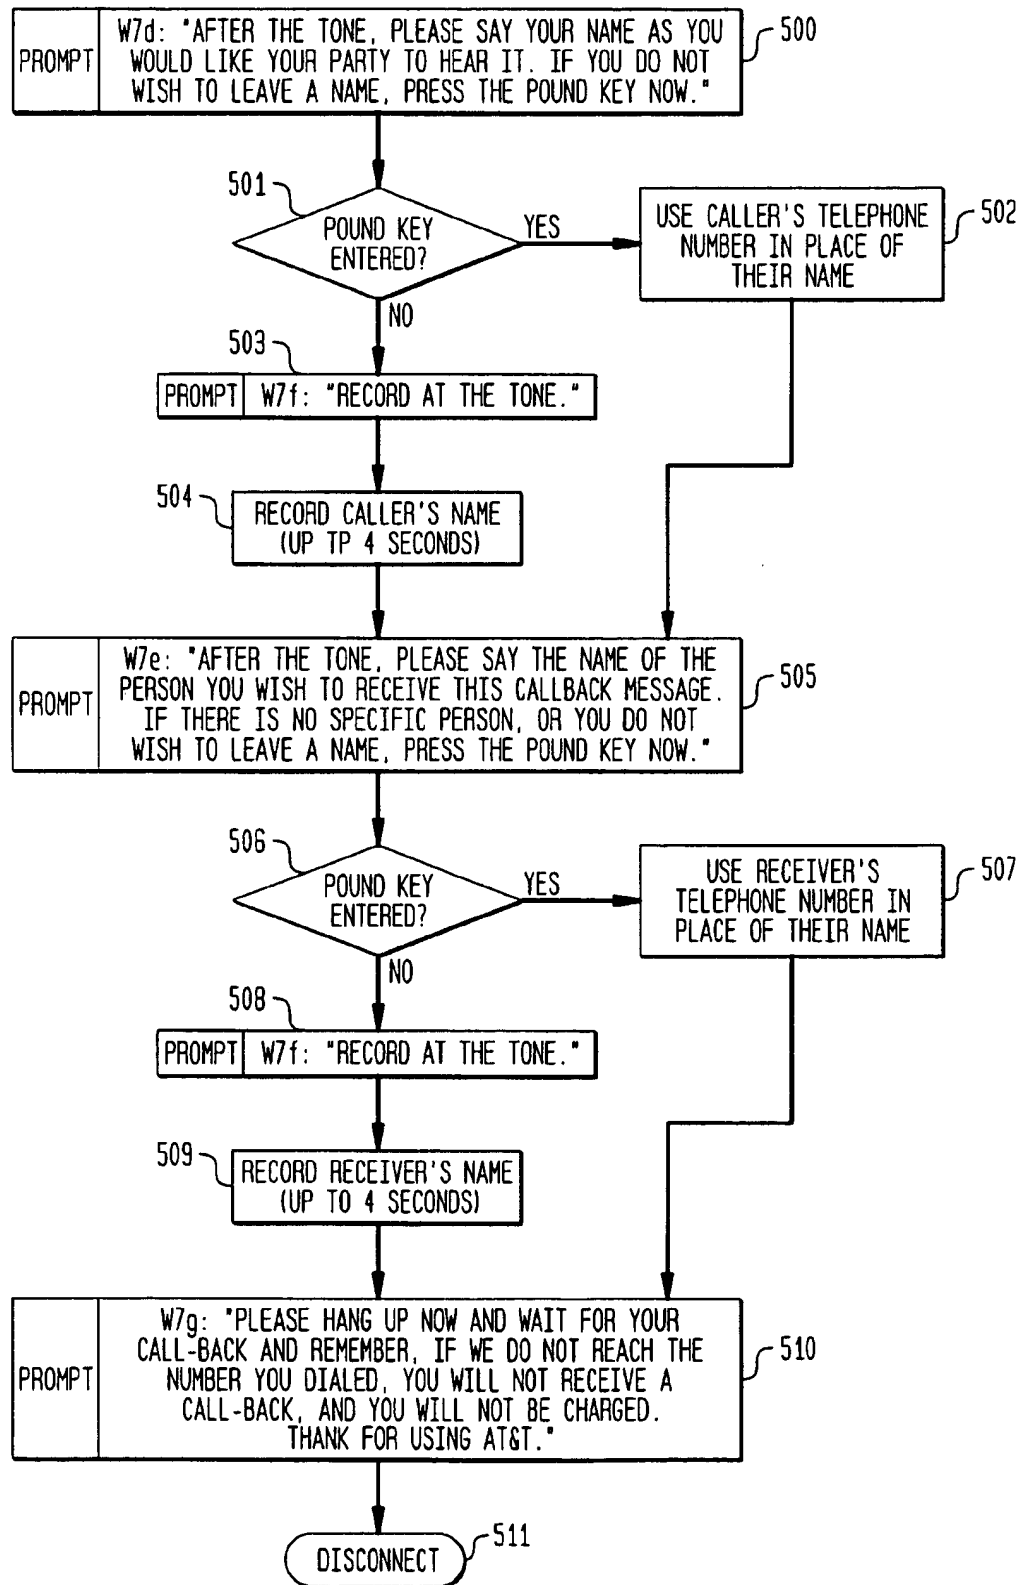 PROMPT
W7d: "AFTER THE TONE, PLEASE SAY YOUR NAME AS YOU
WOULD LIKE YOUR PARTY TO HEAR IT. IF YOU DO NOT
WISH TO LEAVE A NAME, PRESS THE POUND KEY NOW."
500
501
POUND KEY
ENTERED?
YES
NO
USE CALLER'S TELEPHONE
NUMBER IN PLACE OF
THEIR NAME
502
503
PROMPT
W7f: "RECORD AT THE TONE."
504
RECORD CALLER'S NAME
(UP TP 4 SECONDS)
PROMPT
W7e: "AFTER THE TONE, PLEASE SAY THE NAME OF THE
PERSON YOU WISH TO RECEIVE THIS CALLBACK MESSAGE.
IF THERE IS NO SPECIFIC PERSON, OR YOU DO NOT
WISH TO LEAVE A NAME, PRESS THE POUND KEY NOW."
505
506
POUND KEY
ENTERED?
YES
NO
USE RECEIVER'S
TELEPHONE NUMBER IN
PLACE OF THEIR NAME
507
508
PROMPT
W7f: "RECORD AT THE TONE."
509
RECORD RECEIVER'S NAME
(UP TO 4 SECONDS)
PROMPT
W7g: "PLEASE HANG UP NOW AND WAIT FOR YOUR
CALL-BACK AND REMEMBER, IF WE DO NOT REACH THE
NUMBER YOU DIALED, YOU WILL NOT RECEIVE A
CALL-BACK, AND YOU WILL NOT BE CHARGED.
THANK FOR USING AT&T."
510
DISCONNECT
511